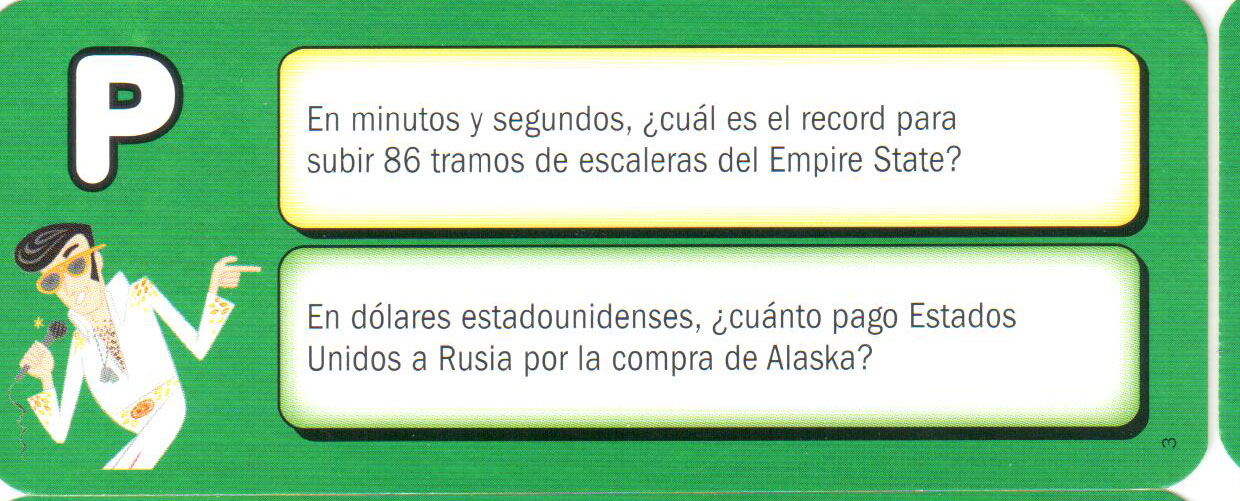 P
En minutos y segundos, ¿cuál es el record para
subir 86 tramos de escaleras del Empire State?
En dólares estadounidenses, ¿cuánto pago Estados
Unidos a Rusia por la compra de Alaska?
3